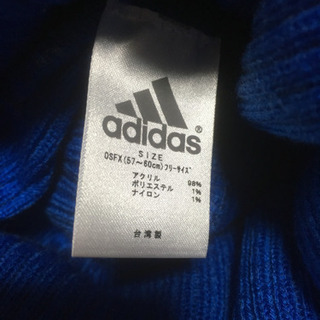 adidas®
SIZE
OSFX(57～60cm)フリーサイズ
アクリル 98%
ポリエステル 1%
ナイロン 1%
台湾製